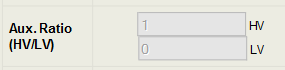 Aux. Ratio
(HV/LV)
1 HV
0 LV